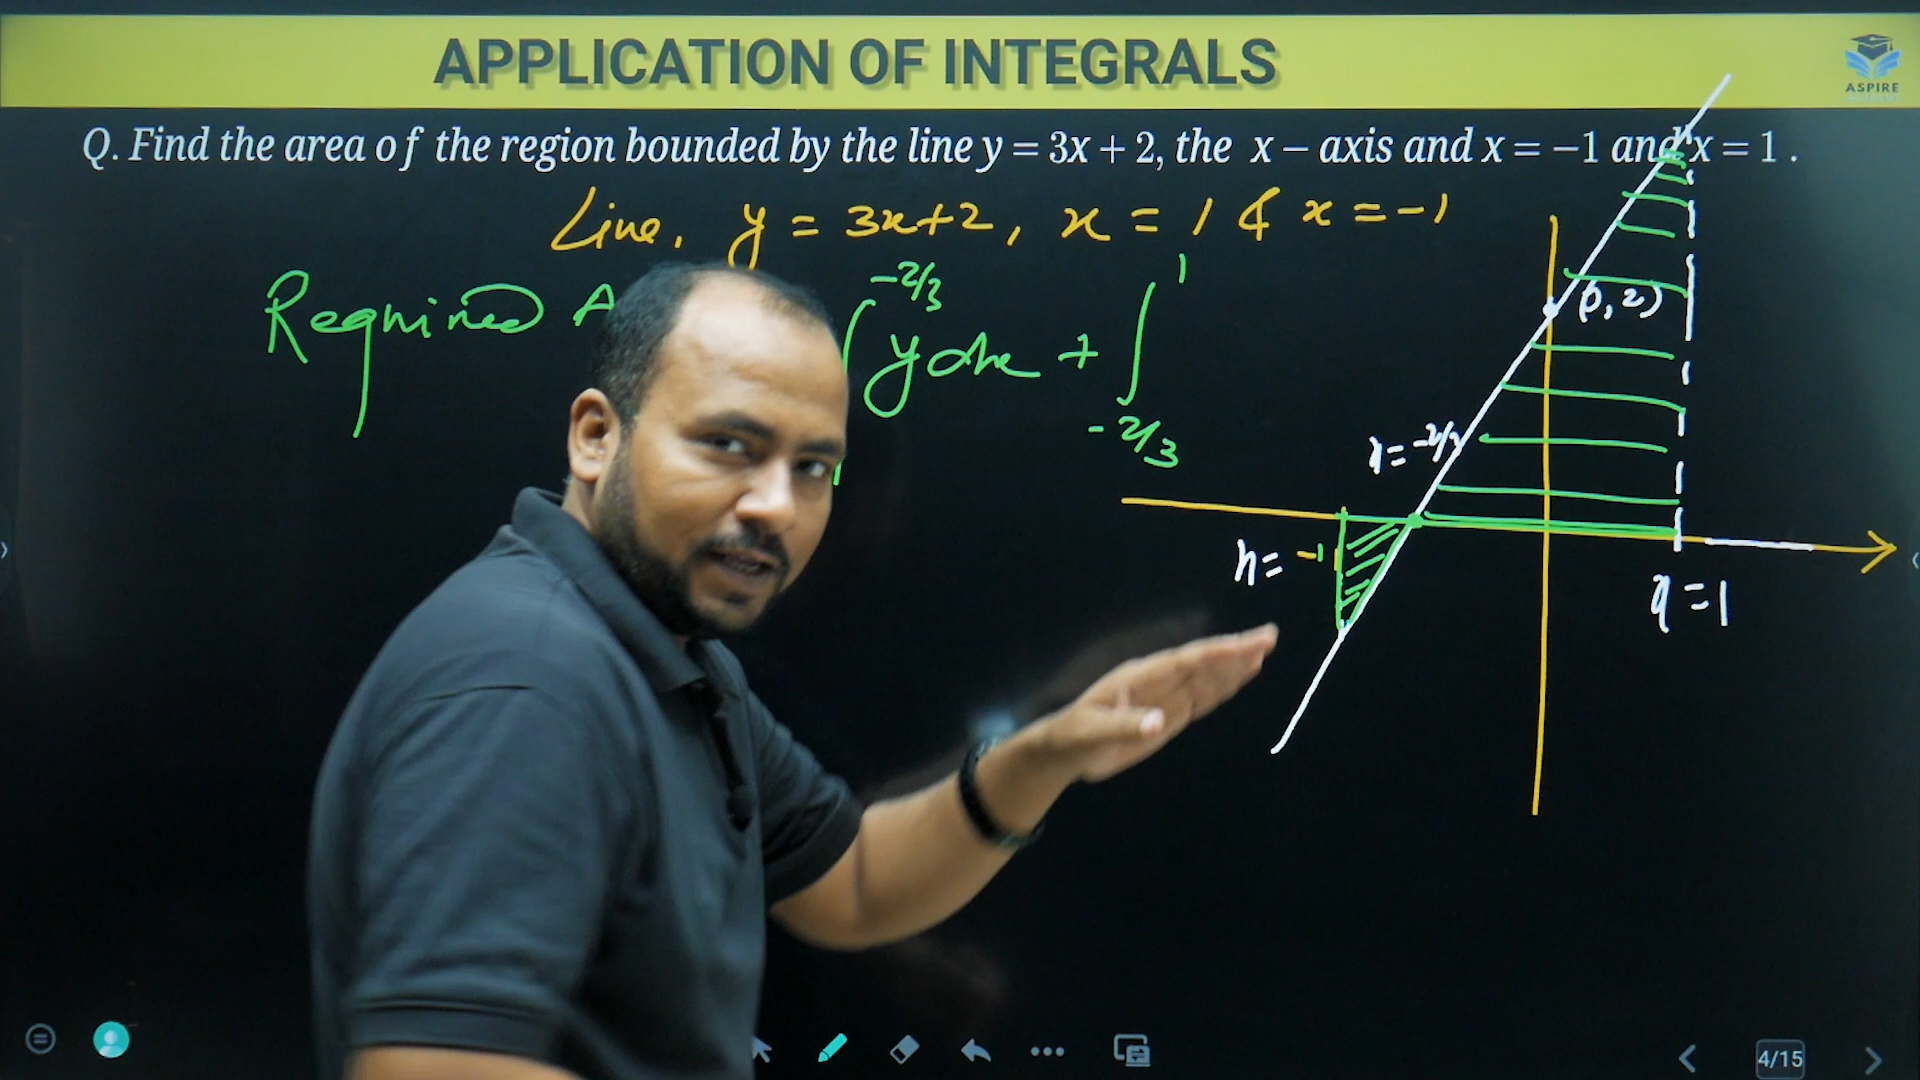 APPLICATION OF INTEGRALS
ASPIRE
Q. Find the area of the region bounded by the line y = 3x + 2, the x – axis and x = −1 and x = 1 .
Line, y = 3x+2, x = 1 & x = -1
Required A ∫ -2/3 y dx + ∫ -2/3 1
(0, 2)
x = -2/3
x = -1
x = 1
4/15